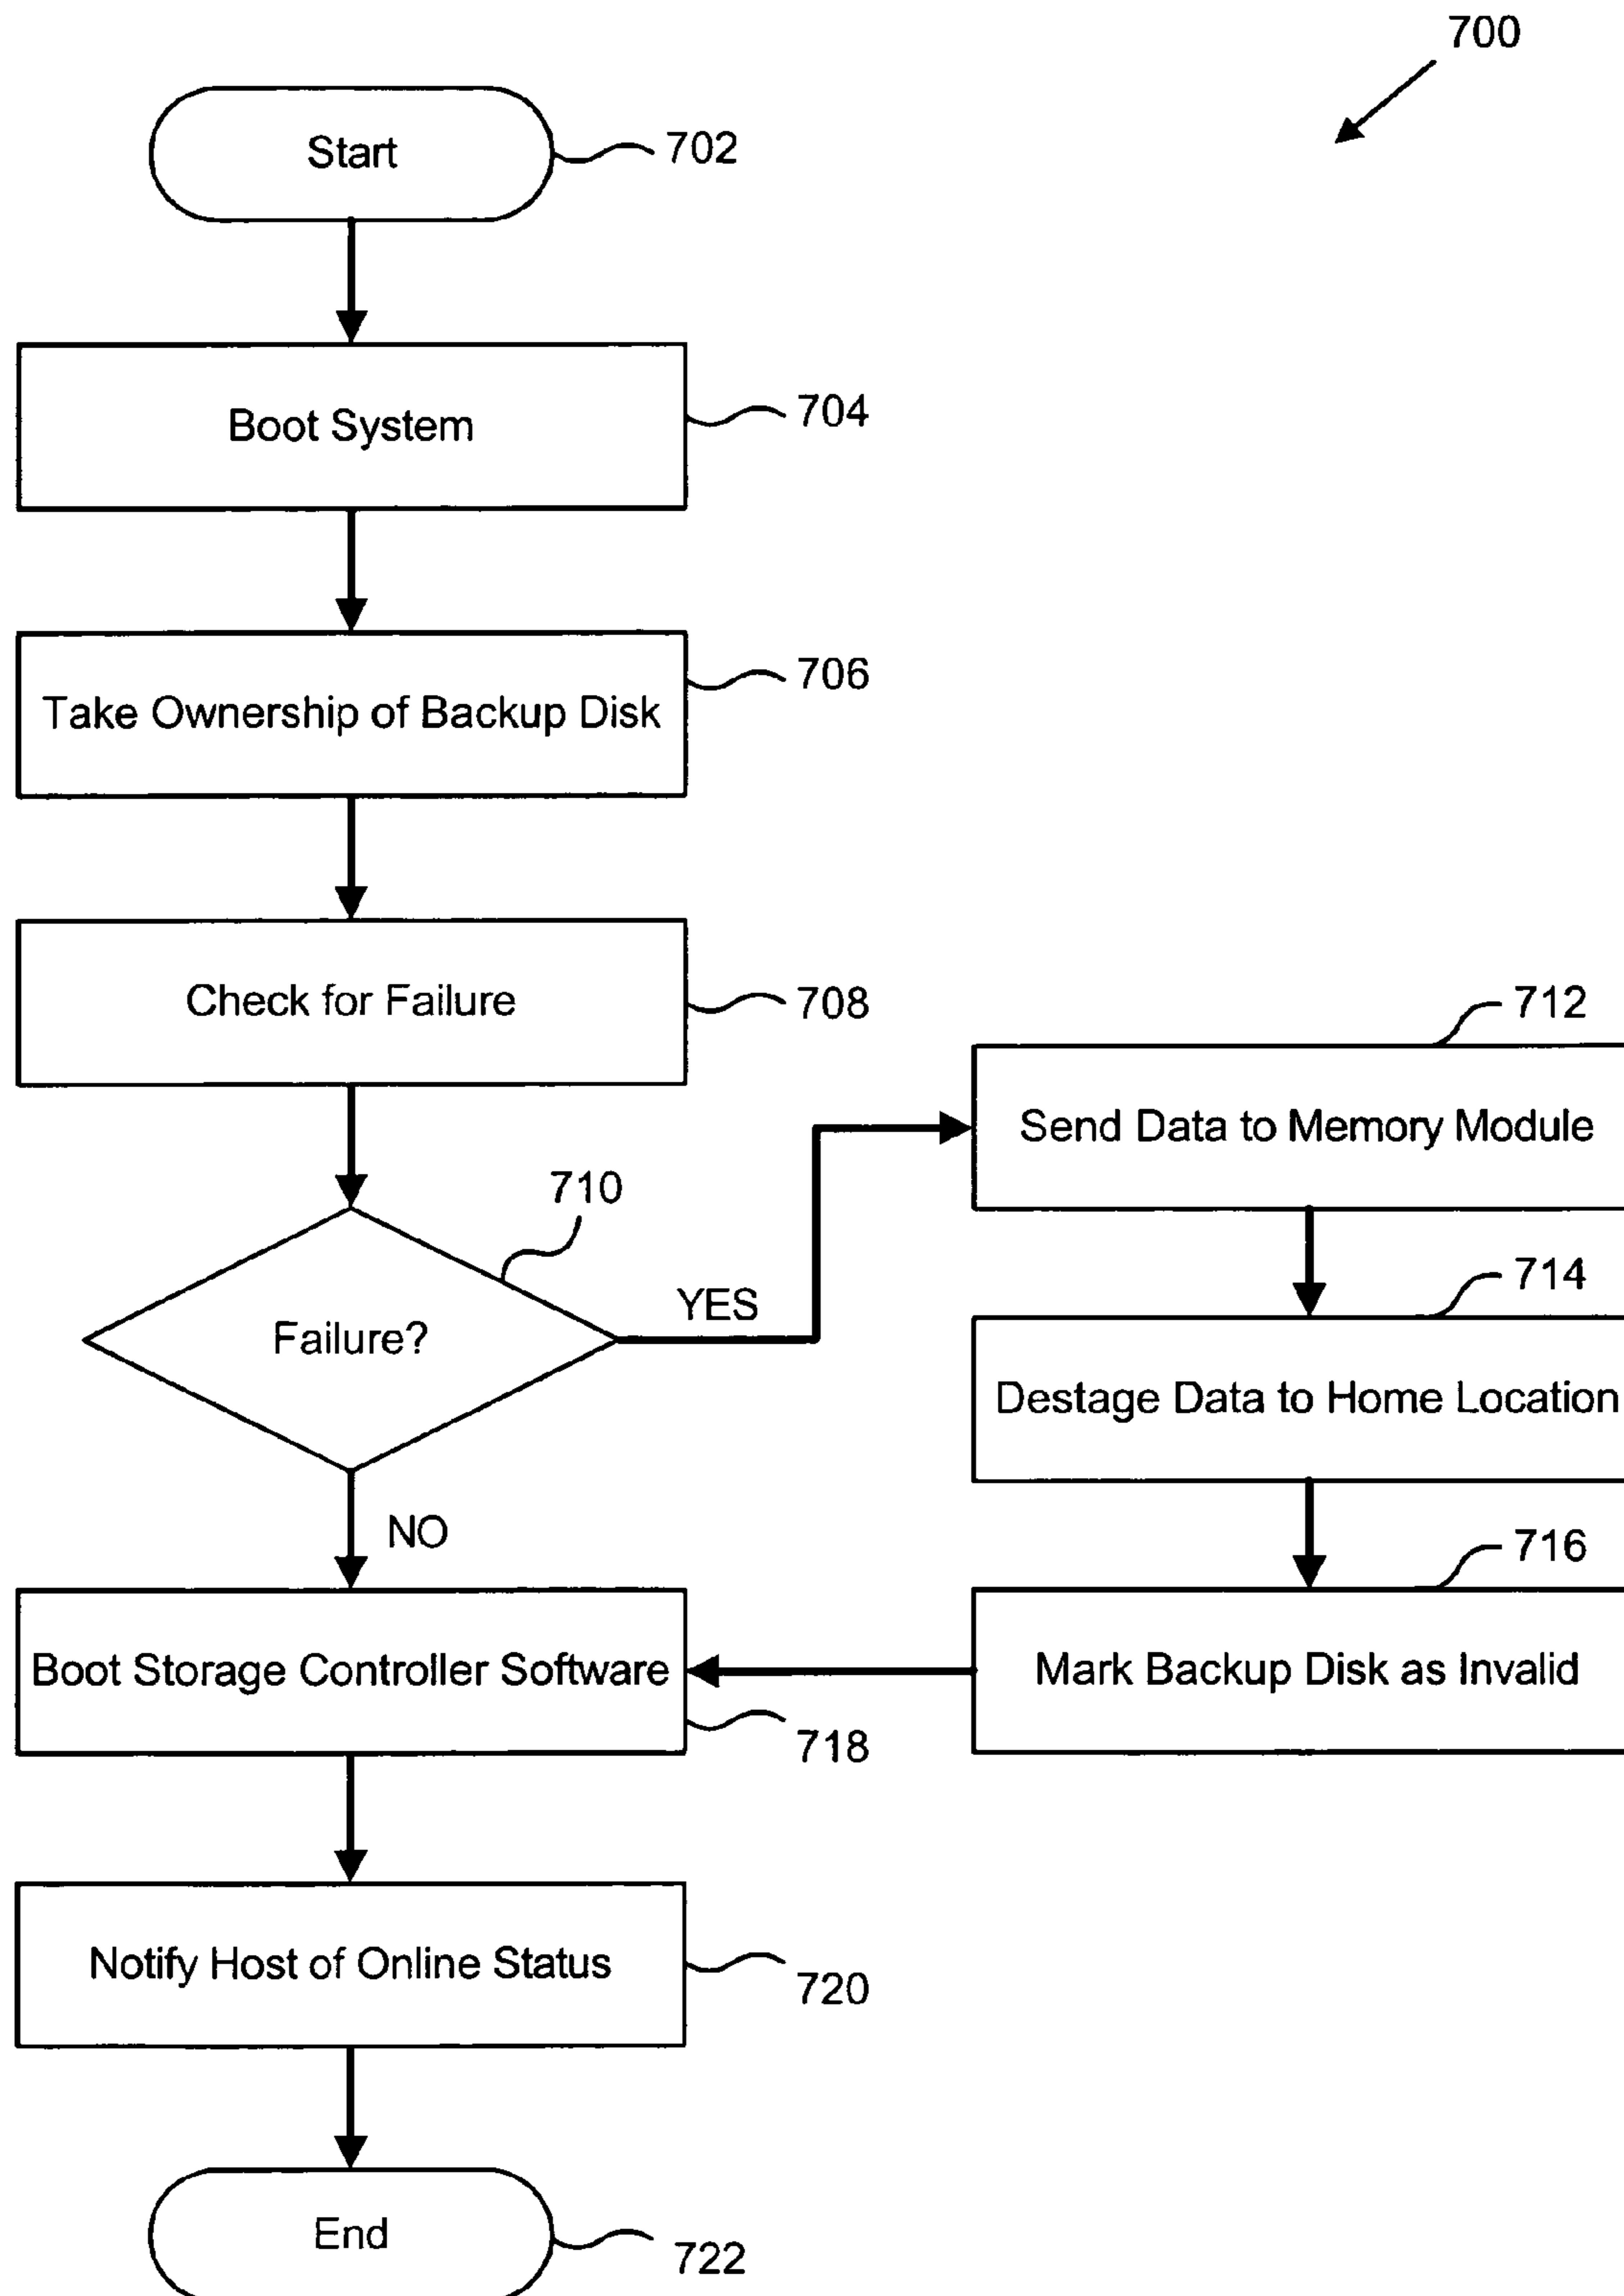 700
Start
702
Boot System
704
Take Ownership of Backup Disk
706
Check for Failure
708
710
Failure?
YES
NO
712
Send Data to Memory Module
714
Destage Data to Home Location
716
Mark Backup Disk as Invalid
Boot Storage Controller Software
718
Notify Host of Online Status
720
End
722